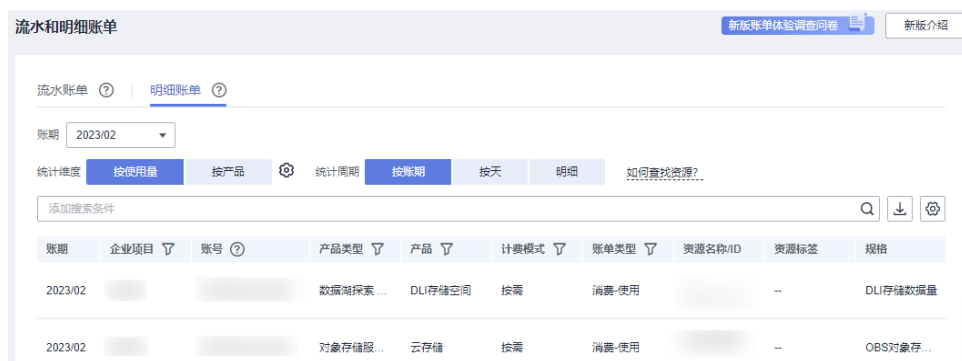 流水和明细账单
新版账单体验调查问卷 新版介绍
流水账单 ? 明细账单 ?
账期 2023/02
统计维度 按使用量 按产品 统计周期 按账期 按天 明细 如何查找资源?
添加搜索条件
账期 企业项目 账号 ? 产品类型 产品 计费模式 账单类型 资源名称/ID 资源标签 规格
2023/02 数据湖探索 ... DLI存储空间 按需 消费-使用 -- DLI存储数据量
2023/02 对象存储服... 云存储 按需 消费-使用 -- OBS对象存...